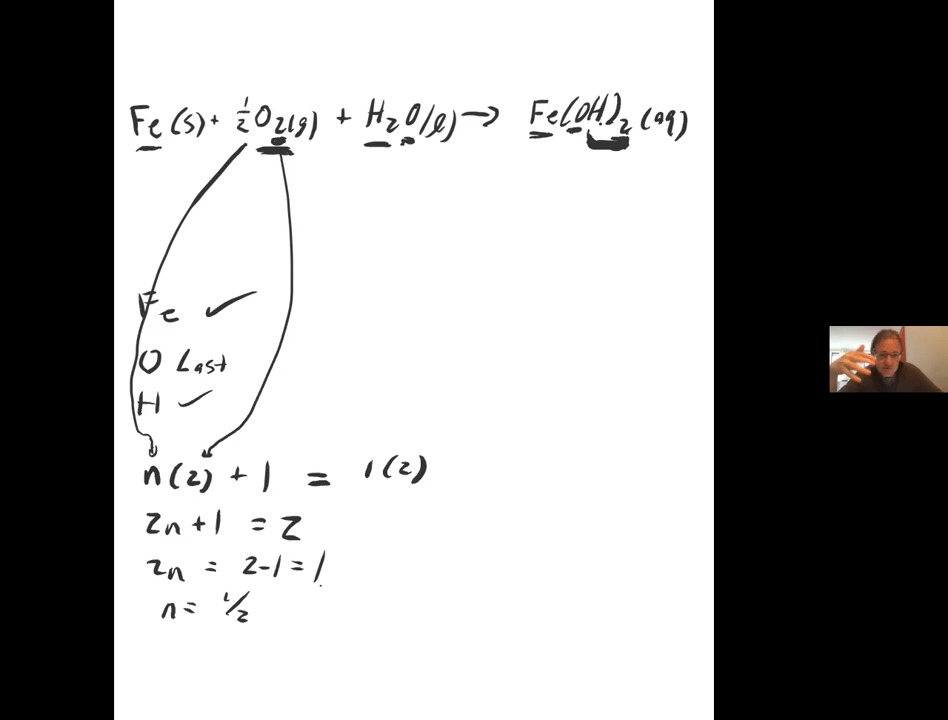 Fe(s) + ½O₂(g) + H₂O(l) → Fe(OH)₂(aq)
Fe ✓
O Last
H ✓
n(2) + 1 = 1(2)
2n + 1 = 2
2n = 2-1 = 1
n = 1/2